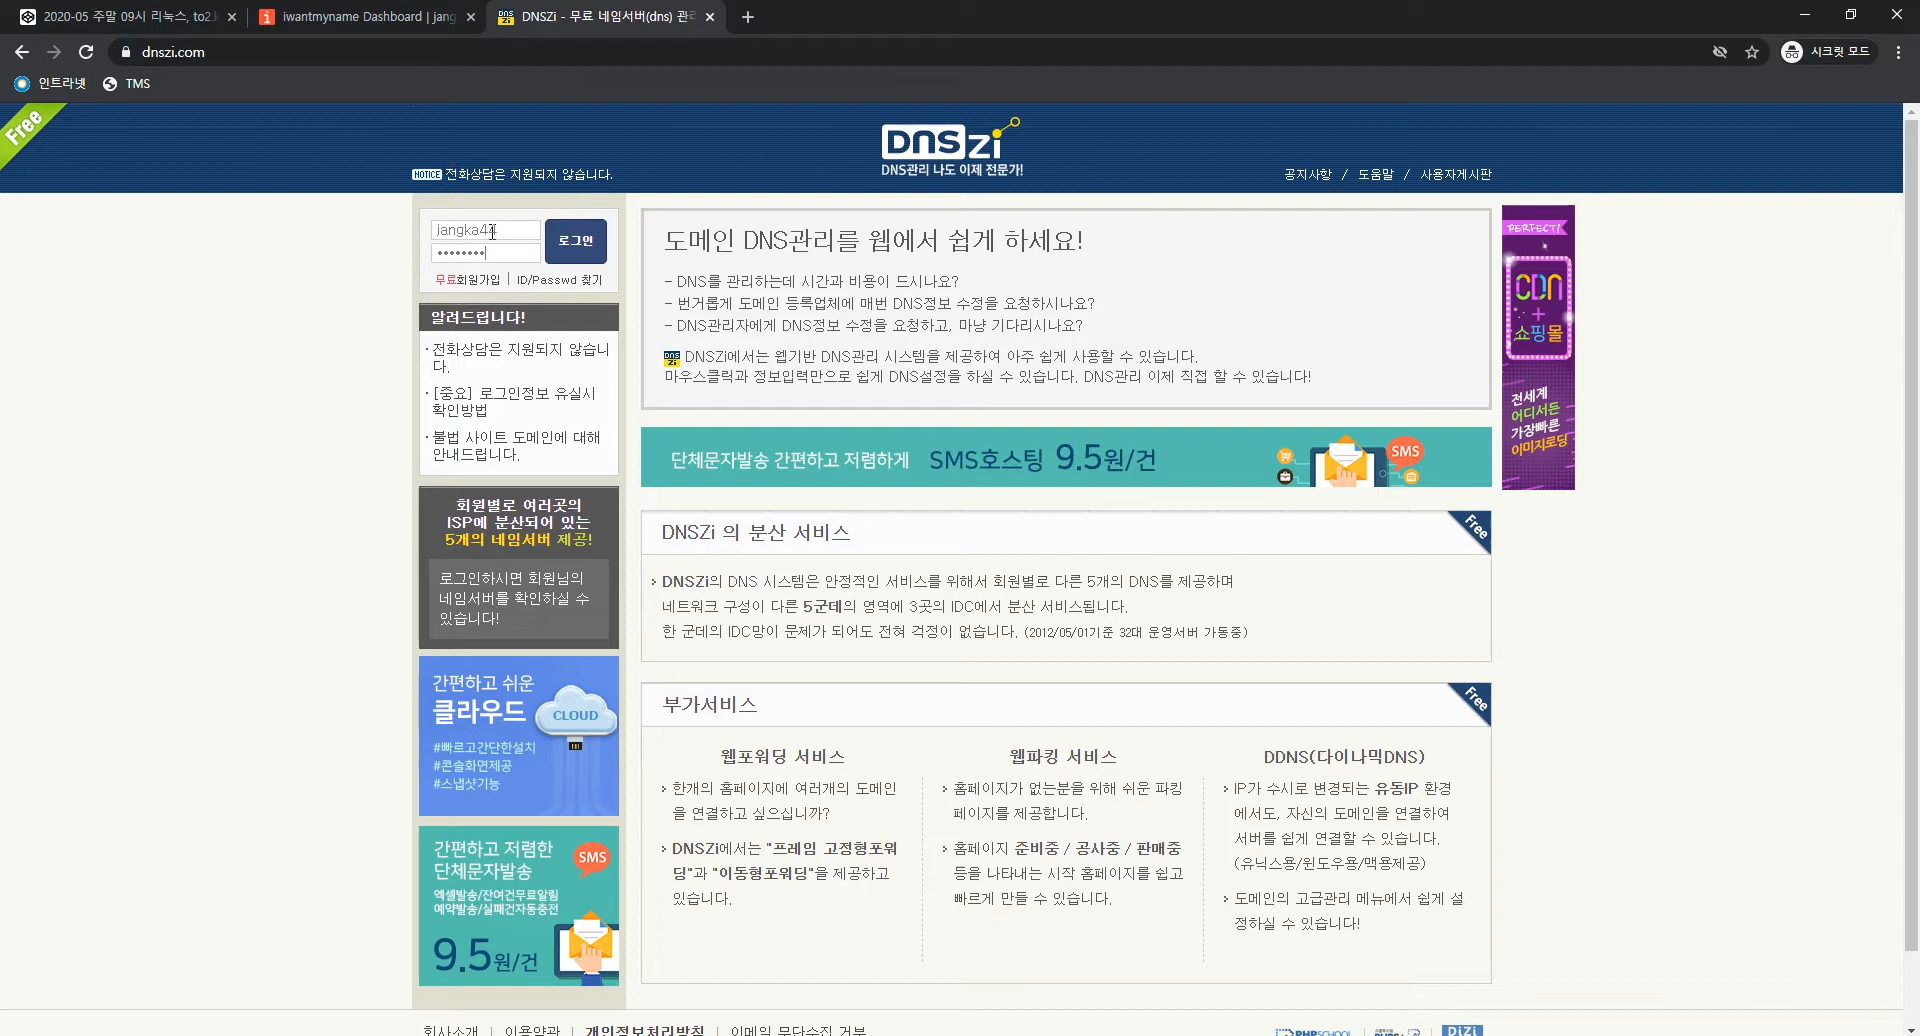 2020-05 주말 09시 리눅스, to2.
iwantmyname Dashboard | jang
DNSZi - 무료 네임서버(dns) 관리
dnszi.com
시크릿 모드
인트라넷
TMS
Free
DNSZi
DNS관리 나도 이제 전문가!
NOTICE 전화상담은 지원되지 않습니다.
공지사항 / 도움말 / 사용자게시판
jangka44
로그인
무료회원가입 | ID/Passwd 찾기
알려드립니다!
· 전화상담은 지원되지 않습니
다.
· [중요] 로그인정보 유실시
확인방법
· 불법 사이트 도메인에 대해
안내드립니다.
회원별로 여러곳의
ISP에 분산되어 있는
5개의 네임서버 제공!
로그인하시면 회원님의
네임서버를 확인하실 수
있습니다!
간편하고 쉬운
클라우드
CLOUD
#빠르고간단한설치
#콘솔화면제공
#스냅샷기능
간편하고 저렴한
단체문자발송
SMS
엑셀발송/잔여건무료알림
예약발송/실패건자동충전
9.5원/건
도메인 DNS관리를 웹에서 쉽게 하세요!
- DNS를 관리하는데 시간과 비용이 드시나요?
- 번거롭게 도메인 등록업체에 매번 DNS정보 수정을 요청하시나요?
- DNS관리자에게 DNS정보 수정을 요청하고, 마냥 기다리시나요?
DNSZi DNSZi에서는 웹기반 DNS관리 시스템을 제공하여 아주 쉽게 사용할 수 있습니다.
마우스클릭과 정보입력만으로 쉽게 DNS설정을 하실 수 있습니다. DNS관리 이제 직접 할 수 있습니다!
단체문자발송 간편하고 저렴하게 SMS호스팅 9.5원/건
SMS
DNSZi 의 분산 서비스
Free
DNSZi의 DNS 시스템은 안정적인 서비스를 위해서 회원별로 다른 5개의 DNS를 제공하며
네트워크 구성이 다른 5군데의 영역에 3곳의 IDC에서 분산 서비스됩니다.
한 군데의 IDC망이 문제가 되어도 전혀 걱정이 없습니다. (2012/05/01기준 32대 운영서버 가동중)
부가서비스
Free
웹포워딩 서비스
한개의 홈페이지에 여러개의 도메인
을 연결하고 싶으십니까?
DNSZi에서는 "프레임 고정형포워
딩"과 "이동형포워딩"을 제공하고
있습니다.
웹파킹 서비스
홈페이지가 없는분을 위해 쉬운 파킹
페이지를 제공합니다.
홈페이지 준비중 / 공사중 / 판매중
등을 나타내는 시작 홈페이지를 쉽고
빠르게 만들 수 있습니다.
DDNS(다이나믹DNS)
IP가 수시로 변경되는 유동IP 환경
에서도, 자신의 도메인을 연결하여
서버를 쉽게 연결할 수 있습니다.
(유닉스용/윈도우용/맥용제공)
도메인의 고급관리 메뉴에서 쉽게 설
정하실 수 있습니다!
PERFECT!
CDN
+
쇼핑몰
전세계
어디서든
가장빠른
이미지로딩
회사소개 | 이용약관 | 개인정보처리방침 | 이메일 무단수집 거부
PHPSCHOOL
DiZi